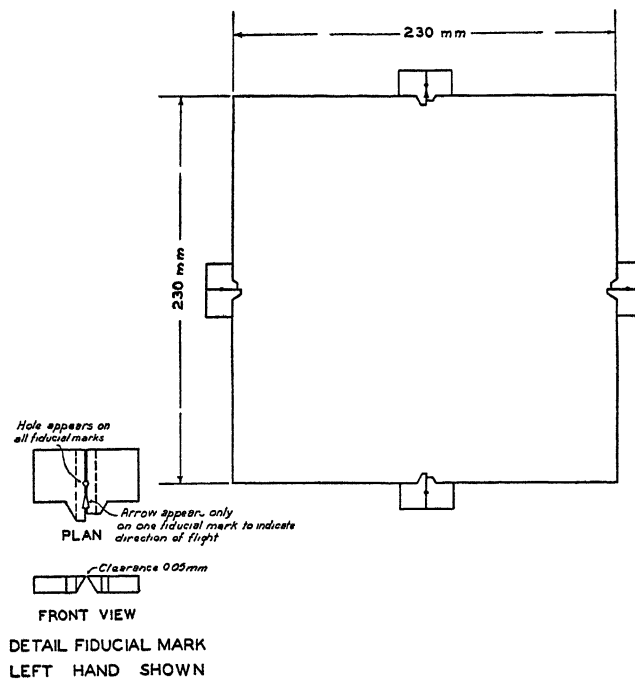 230 mm
230 mm
Hole appears on
all fiducial marks
Arrow appears only
on one fiducial mark to indicate
direction of flight
PLAN
Clearance 0.05mm
FRONT VIEW
DETAIL FIDUCIAL MARK
LEFT HAND SHOWN